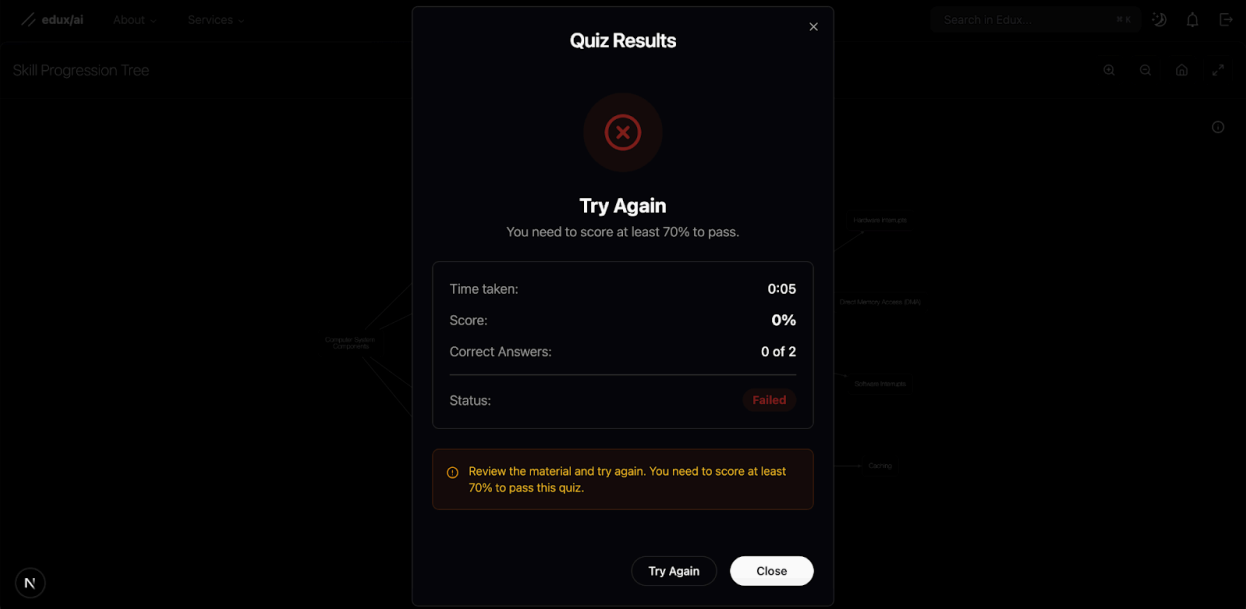 edux/ai
About
Services
Search in Edux...
⌘ K
Skill Progression Tree
Quiz Results
Try Again
You need to score at least 70% to pass.
Time taken: 0:05
Score: 0%
Correct Answers: 0 of 2
Status: Failed
Review the material and try again. You need to score at least
70% to pass this quiz.
Try Again
Close
Computer System
Components
Hardware Interrupts
Direct Memory Access (DMA)
Software Interrupts
N